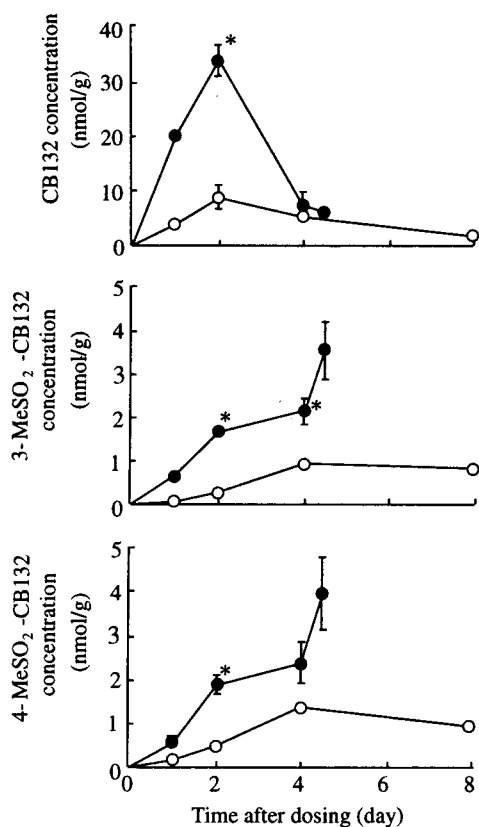 CB132 concentration
(nmol/g)
40
30
20
10
0
*
3-MeSO₂-CB132
concentration
(nmol/g)
5
4
3
2
1
0
*
*
4-MeSO₂-CB132
concentration
(nmol/g)
5
4
3
2
1
0
*
0 2 4 6 8
Time after dosing (day)